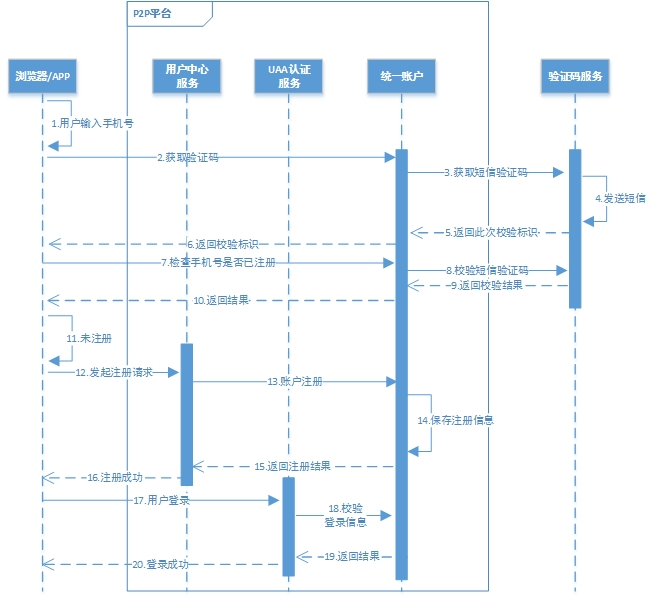 P2P平台
浏览器/APP
用户中心
服务
UAA认证
服务
统一账户
验证码服务
1.用户输入手机号
2.获取验证码
3.获取短信验证码
4.发送短信
5.返回此次校验标识
6.返回校验标识
7.检查手机号是否已注册
8.校验短信验证码
9.返回校验结果
10.返回结果
11.未注册
12.发起注册请求
13.账户注册
14.保存注册信息
15.返回注册结果
16.注册成功
17.用户登录
18.校验
登录信息
19.返回结果
20.登录成功